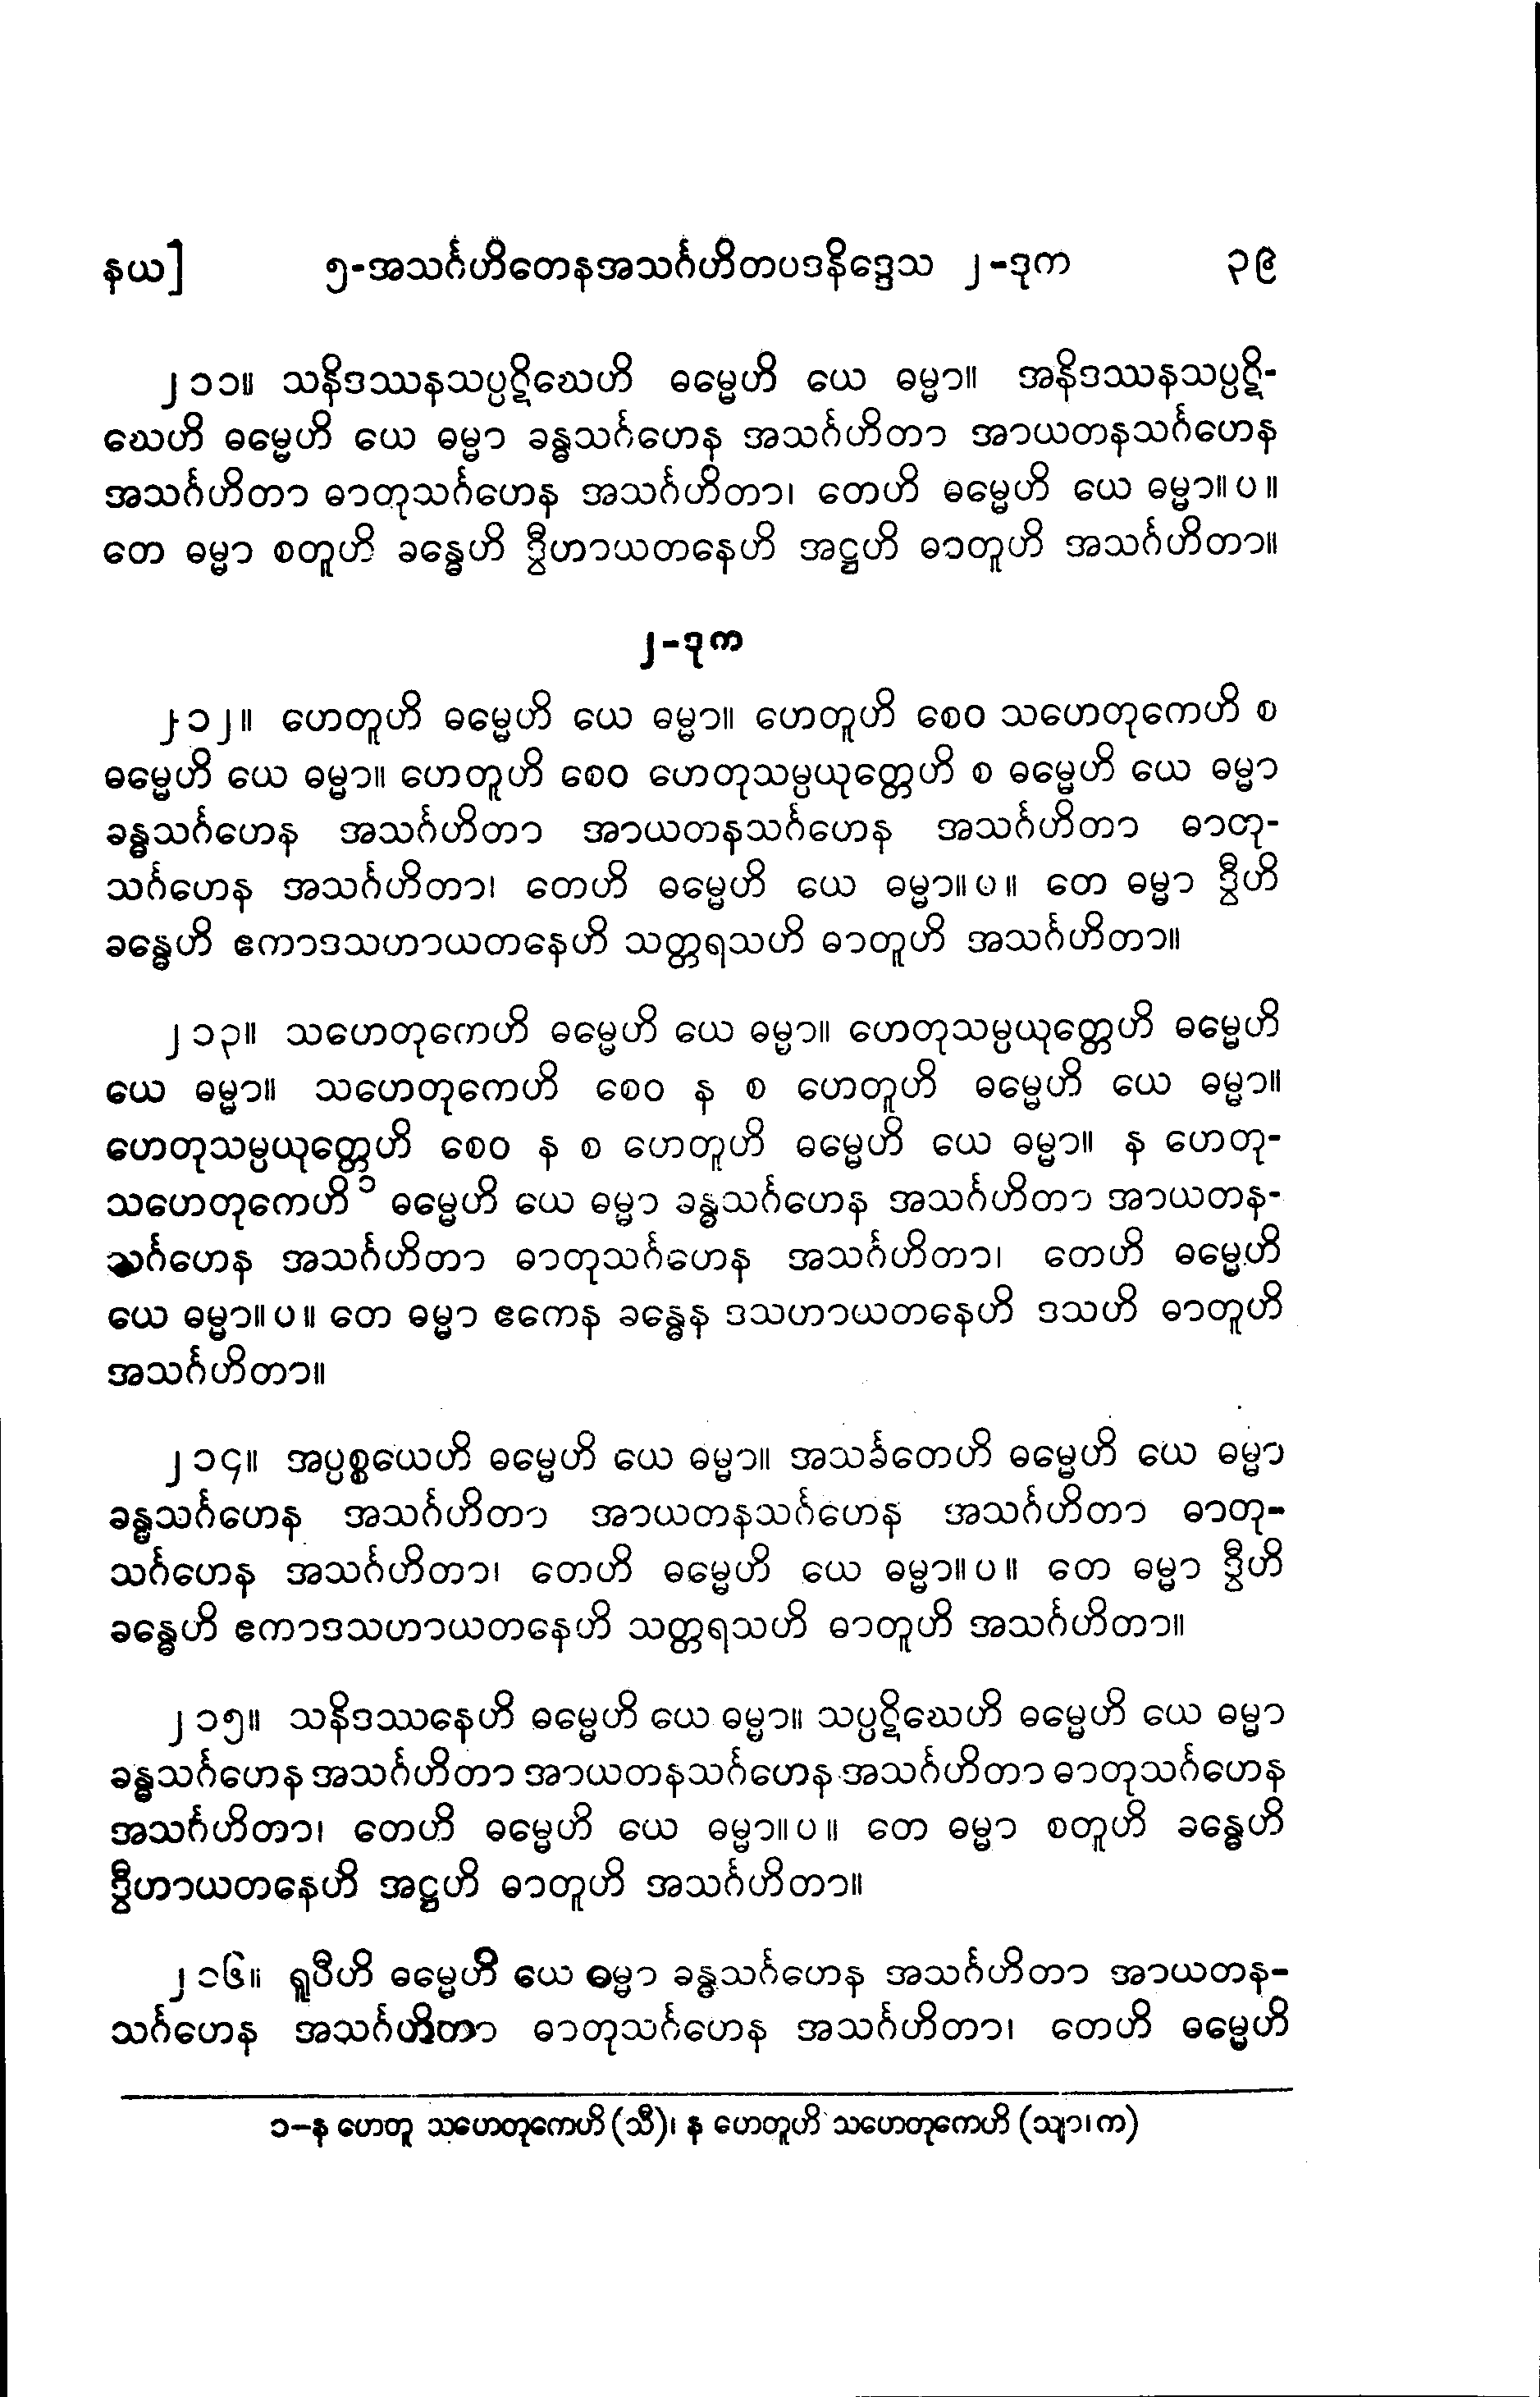 နယ] ၅-အသင်္ဂဟိတေနအသင်္ဂဟိတပဒနိဒ္ဒေသ ၂-ဒုက ၃၉
၂၁၁။ သနိဒဿနသပ္ပဋိဃေဟိ ဓမ္မေဟိ ယေ ဓမ္မာ။ အနိဒဿနသပ္ပဋိ-
ဃေဟိ ဓမ္မေဟိ ယေ ဓမ္မာ ခန္ဓသင်္ဂဟေန အသင်္ဂဟိတာ အာယတနသင်္ဂဟေန
အသင်္ဂဟိတာ ဓာတုသင်္ဂဟေန အသင်္ဂဟိတာ၊ တေဟိ ဓမ္မေဟိ ယေ ဓမ္မာ။ ပ ။
တေ ဓမ္မာ စတူဟိ ခန္ဓေဟိ ဒွီဟာယတနေဟိ အဋ္ဌဟိ ဓာတူဟိ အသင်္ဂဟိတာ။
၂-ဒုက
၂၁၂။ ဟေတူဟိ ဓမ္မေဟိ ယေ ဓမ္မာ။ ဟေတူဟိ စေဝ သဟေတုကေဟိ စ
ဓမ္မေဟိ ယေ ဓမ္မာ။ ဟေတူဟိ စေဝ ဟေတုသမ္ပယုတ္တေဟိ စ ဓမ္မေဟိ ယေ ဓမ္မာ
ခန္ဓသင်္ဂဟေန အသင်္ဂဟိတာ အာယတနသင်္ဂဟေန အသင်္ဂဟိတာ ဓာတု-
သင်္ဂဟေန အသင်္ဂဟိတာ၊ တေဟိ ဓမ္မေဟိ ယေ ဓမ္မာ။ ပ ။ တေ ဓမ္မာ ဒွီဟိ
ခန္ဓေဟိ ဧကာဒသဟာယတနေဟိ သတ္တရသဟိ ဓာတူဟိ အသင်္ဂဟိတာ။
၂၁၃။ သဟေတုကေဟိ ဓမ္မေဟိ ယေ ဓမ္မာ။ ဟေတုသမ္ပယုတ္တေဟိ ဓမ္မေဟိ
ယေ ဓမ္မာ။ သဟေတုကေဟိ စေဝ န စ ဟေတူဟိ ဓမ္မေဟိ ယေ ဓမ္မာ။
ဟေတုသမ္ပယုတ္တေဟိ စေဝ န စ ဟေတူဟိ ဓမ္မေဟိ ယေ ဓမ္မာ။ န ဟေတု-
သဟေတုကေဟိ ၁ ဓမ္မေဟိ ယေ ဓမ္မာ ခန္ဓသင်္ဂဟေန အသင်္ဂဟိတာ အာယတန-
သင်္ဂဟေန အသင်္ဂဟိတာ ဓာတုသင်္ဂဟေန အသင်္ဂဟိတာ၊ တေဟိ ဓမ္မေဟိ
ယေ ဓမ္မာ။ ပ ။ တေ ဓမ္မာ ဧကေန ခန္ဓေန ဒသဟာယတနေဟိ ဒသဟိ ဓာတူဟိ
အသင်္ဂဟိတာ။
၂၁၄။ အပ္ပစ္စယေဟိ ဓမ္မေဟိ ယေ ဓမ္မာ။ အသင်္ခတေဟိ ဓမ္မေဟိ ယေ ဓမ္မာ
ခန္ဓသင်္ဂဟေန အသင်္ဂဟိတာ အာယတနသင်္ဂဟေန အသင်္ဂဟိတာ ဓာတု-
သင်္ဂဟေန အသင်္ဂဟိတာ၊ တေဟိ ဓမ္မေဟိ ယေ ဓမ္မာ။ ပ ။ တေ ဓမ္မာ ဒွီဟိ
ခန္ဓေဟိ ဧကာဒသဟာယတနေဟိ သတ္တရသဟိ ဓာတူဟိ အသင်္ဂဟိတာ။
၂၁၅။ သနိဒဿနေဟိ ဓမ္မေဟိ ယေ ဓမ္မာ။ သပ္ပဋိဃေဟိ ဓမ္မေဟိ ယေ ဓမ္မာ
ခန္ဓသင်္ဂဟေန အသင်္ဂဟိတာ အာယတနသင်္ဂဟေန အသင်္ဂဟိတာ ဓာတုသင်္ဂဟေန
အသင်္ဂဟိတာ၊ တေဟိ ဓမ္မေဟိ ယေ ဓမ္မာ။ ပ ။ တေ ဓမ္မာ စတူဟိ ခန္ဓေဟိ
ဒွီဟာယတနေဟိ အဋ္ဌဟိ ဓာတူဟိ အသင်္ဂဟိတာ။
၂၁၆။ ရူပီဟိ ဓမ္မေဟိ ယေ ဓမ္မာ ခန္ဓသင်္ဂဟေန အသင်္ဂဟိတာ အာယတန-
သင်္ဂဟေန အသင်္ဂဟိတာ ဓာတုသင်္ဂဟေန အသင်္ဂဟိတာ၊ တေဟိ ဓမ္မေဟိ
၁-န ဟေတူ သဟေတုကေဟိ (သီ)၊ န ဟေတူဟိ သဟေတုကေဟိ (သျာ၊ က)